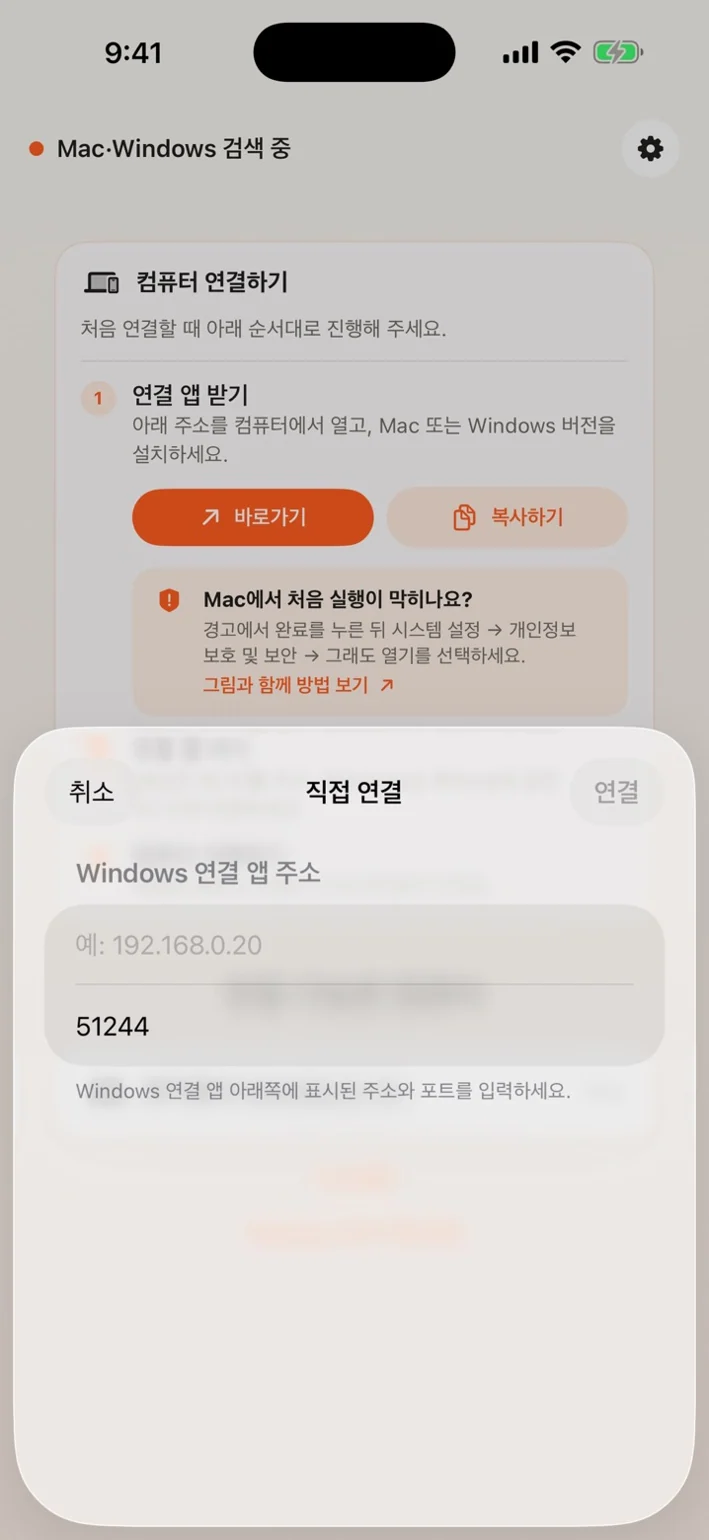 9:41
Mac·Windows 검색 중
컴퓨터 연결하기
처음 연결할 때 아래 순서대로 진행해 주세요.
1
연결 앱 받기
아래 주소를 컴퓨터에서 열고, Mac 또는 Windows 버전을
설치하세요.
바로가기
복사하기
Mac에서 처음 실행이 막히나요?
경고에서 완료를 누른 뒤 시스템 설정 → 개인정보
보호 및 보안 → 그래도 열기를 선택하세요.
그림과 함께 방법 보기 ↗
취소
직접 연결
연결
Windows 연결 앱 주소
예: 192.168.0.20
51244
Windows 연결 앱 아래쪽에 표시된 주소와 포트를 입력하세요.